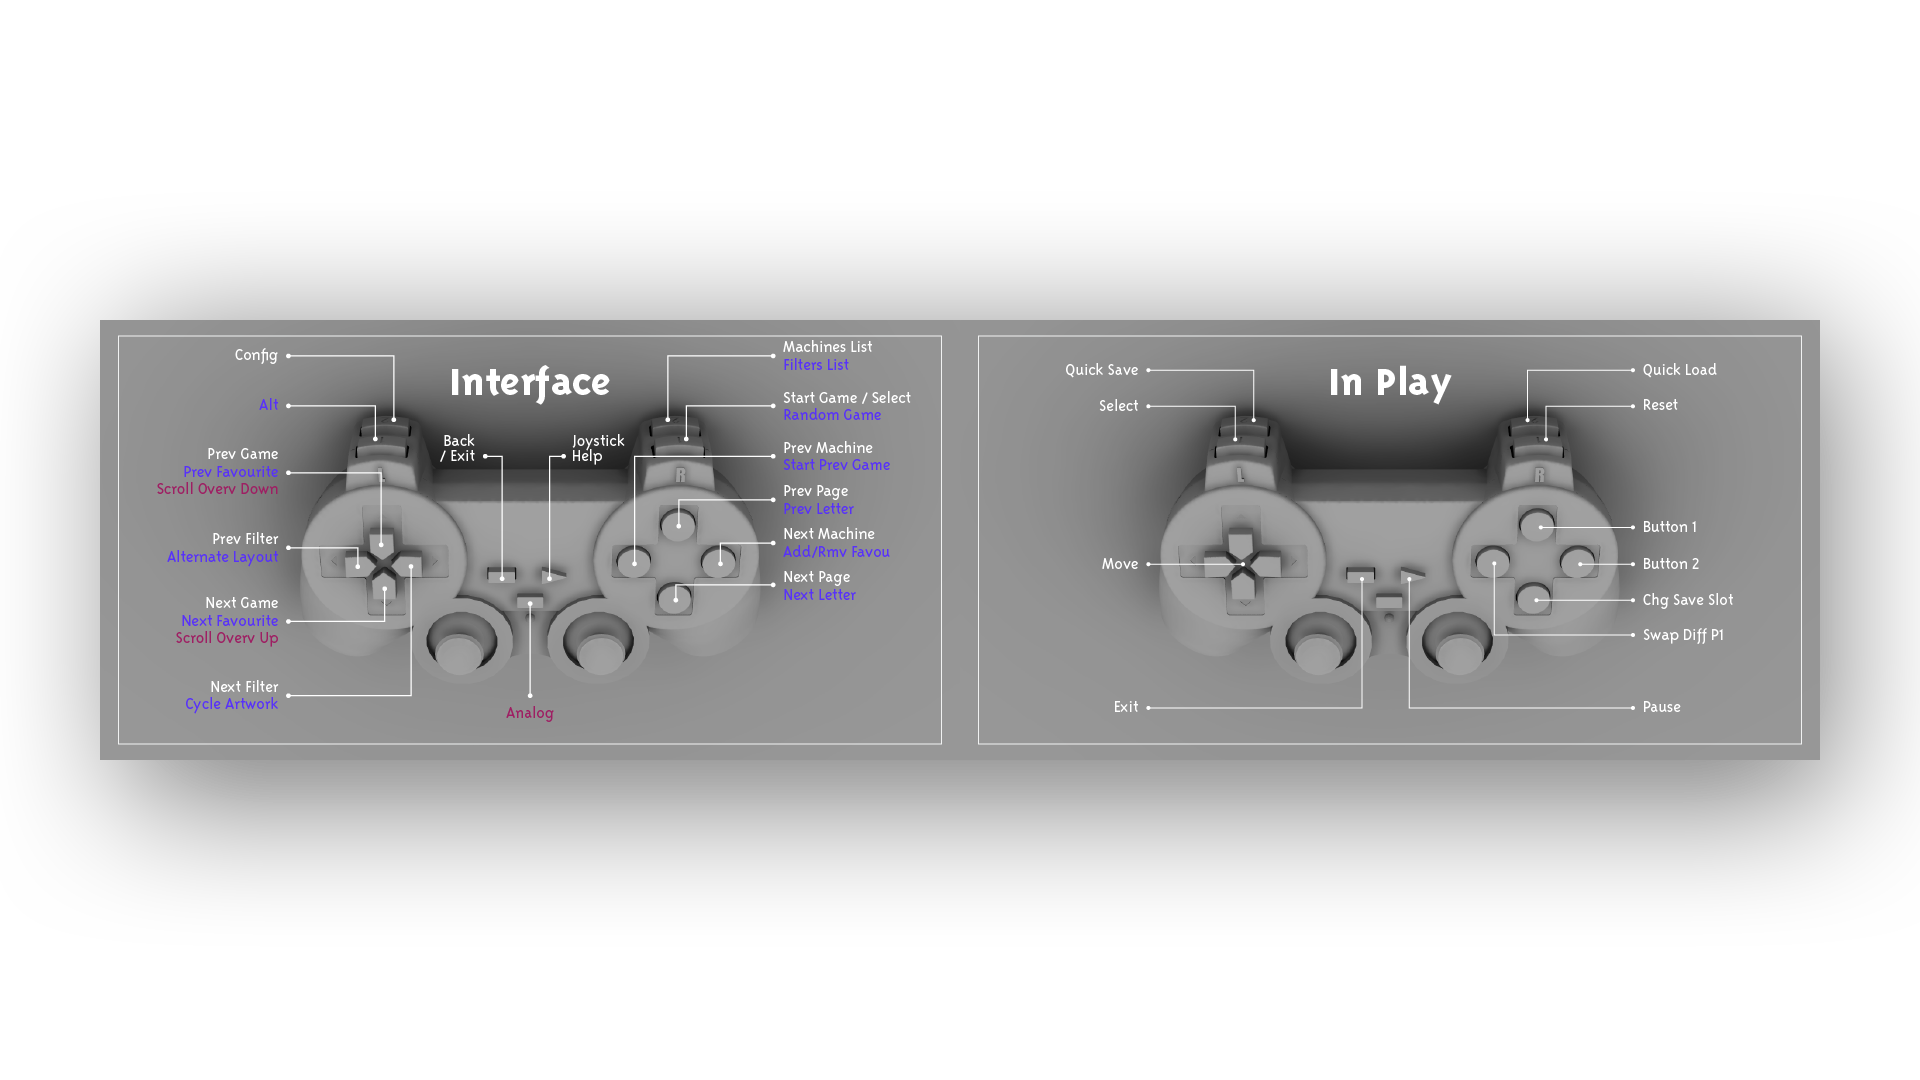 Interface
Config
Alt
Prev Game
Prev Favourite
Scroll Overv Down
Prev Filter
Alternate Layout
Next Game
Next Favourite
Scroll Overv Up
Next Filter
Cycle Artwork
Back
/ Exit
Joystick
Help
Analog
Machines List
Filters List
Start Game / Select
Random Game
Prev Machine
Start Prev Game
Prev Page
Prev Letter
Next Machine
Add/Rmv Favou
Next Page
Next Letter
L
R
In Play
Quick Save
Select
Move
Exit
Quick Load
Reset
Button 1
Button 2
Chg Save Slot
Swap Diff P1
Pause
L
R